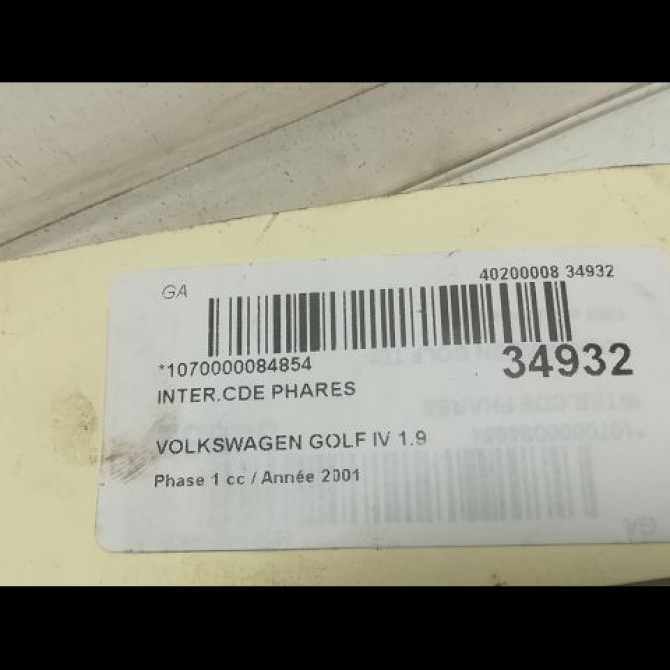 GA
40200008 34932
*1070000084854
34932
INTER.CDE PHARES
VOLKSWAGEN GOLF IV 1.9
Phase 1 cc / Année 2001